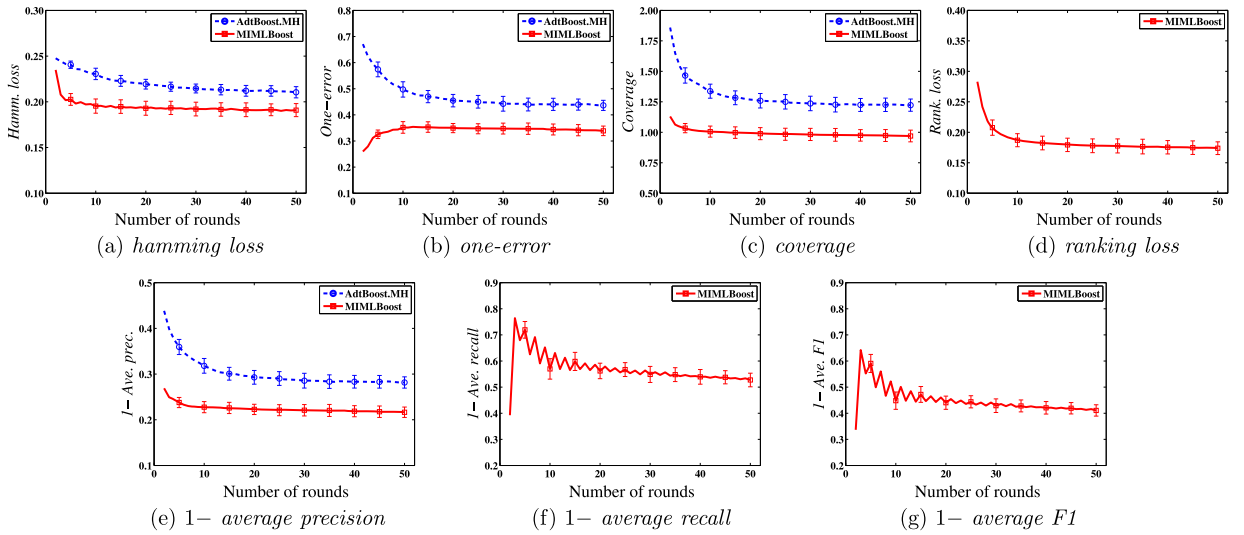 0.30
0.25
0.20
0.15
0.10
0 10 20 30 40 50
Hamm. loss
Number of rounds
AdtBoost.MH
MIMLBoost
(a) hamming loss
0.8
0.7
0.6
0.5
0.4
0.3
0.2
0.1
0 10 20 30 40 50
One−error
Number of rounds
AdtBoost.MH
MIMLBoost
(b) one-error
2.00
1.75
1.50
1.25
1.00
0.75
0.50
0 10 20 30 40 50
Coverage
Number of rounds
AdtBoost.MH
MIMLBoost
(c) coverage
0.40
0.35
0.30
0.25
0.20
0.15
0.10
0 10 20 30 40 50
Rank. loss
Number of rounds
MIMLBoost
(d) ranking loss
0.5
0.4
0.3
0.2
0.1
0 10 20 30 40 50
1− Ave. prec.
Number of rounds
AdtBoost.MH
MIMLBoost
(e) 1− average precision
0.9
0.8
0.7
0.6
0.5
0.4
0.3
0.2
0 10 20 30 40 50
1− Ave. recall
Number of rounds
MIMLBoost
(f) 1− average recall
0.9
0.8
0.7
0.6
0.5
0.4
0.3
0.2
0 10 20 30 40 50
1− Ave. F1
Number of rounds
MIMLBoost
(g) 1− average F1